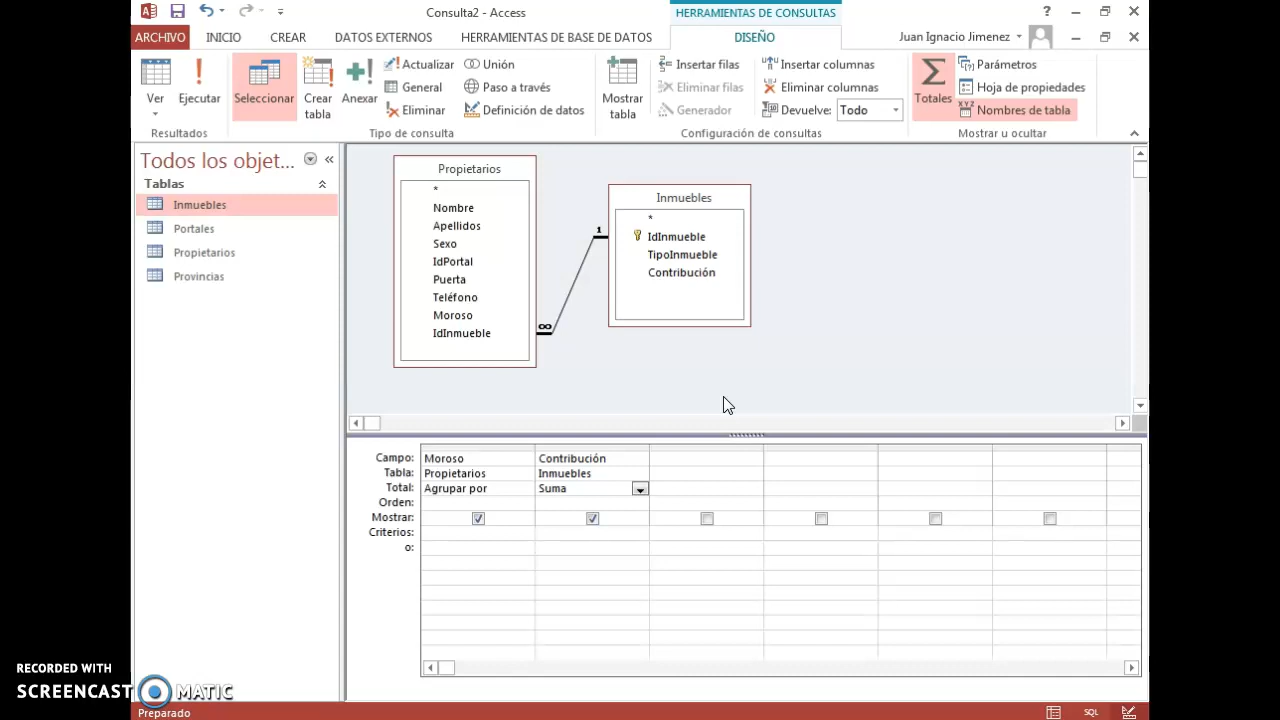 Consulta2 - Access
HERRAMIENTAS DE CONSULTAS
?
ARCHIVO INICIO CREAR DATOS EXTERNOS HERRAMIENTAS DE BASE DE DATOS DISEÑO Juan Ignacio Jimenez
Ver
Ejecutar
Resultados
Seleccionar
Crear
tabla
Anexar
Actualizar
General
Eliminar
Unión
Paso a través
Definición de datos
Tipo de consulta
Mostrar
tabla
Insertar filas
Eliminar filas
Generador
Insertar columnas
Eliminar columnas
Devuelve: Todo
Configuración de consultas
Totales
Parámetros
Hoja de propiedades
XYZ Nombres de tabla
Mostrar u ocultar
Todos los objet... «
Tablas
Inmuebles
Portales
Propietarios
Provincias
Propietarios
*
Nombre
Apellidos
Sexo
IdPortal
Puerta
Teléfono
Moroso
IdInmueble
∞
1
Inmuebles
*
IdInmueble
TipoInmueble
Contribución
Campo: Moroso Contribución
Tabla: Propietarios Inmuebles
Total: Agrupar por Suma
Orden:
Mostrar:
Criterios:
o:
RECORDED WITH
SCREENCAST MATIC
Preparado
SQL